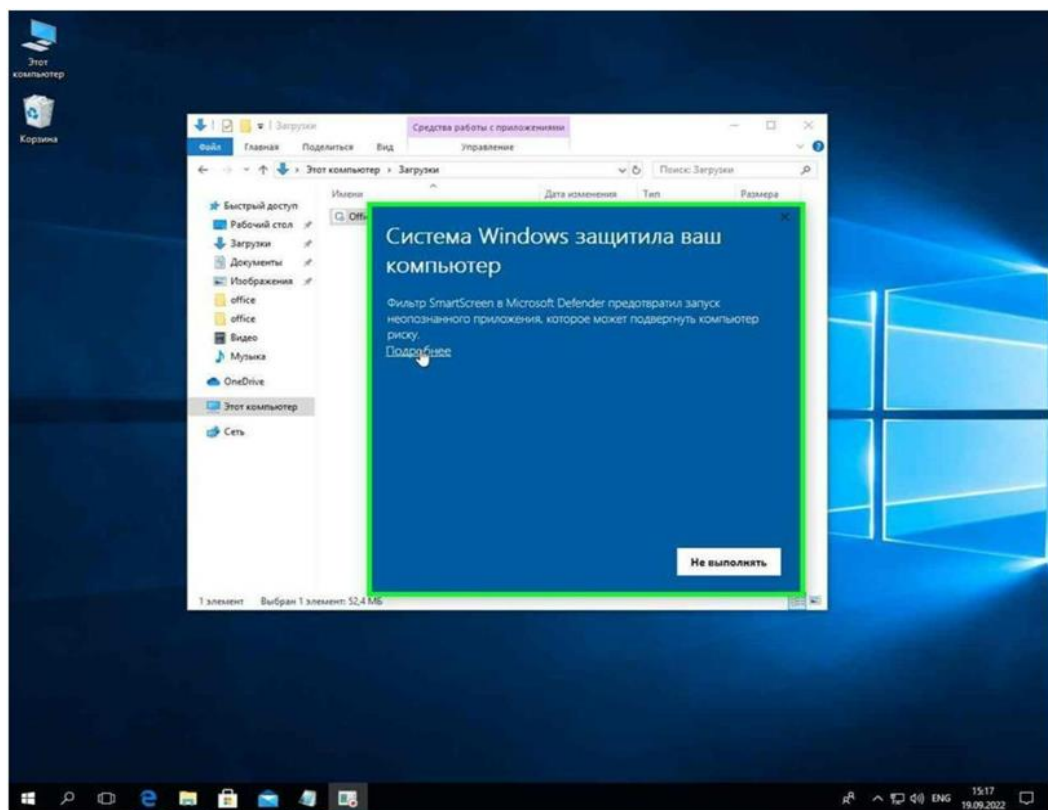 Этот
компьютер
Корзина
Загрузки
Средства работы с приложениями
Файл Главная Поделиться Вид Управление
Этот компьютер › Загрузки
Поиск: Загрузки
Имени Дата изменения Тип Размера
Быстрый доступ
Рабочий стол
Загрузки
Документы
Изображения
office
office
Видео
Музыка
OneDrive
Этот компьютер
Сеть
Система Windows защитила ваш
компьютер
Фильтр SmartScreen в Microsoft Defender предотвратил запуск
неопознанного приложения, которое может подвергнуть компьютер
риску.
Подробнее
Не выполнять
1 элемент Выбран 1 элемент: 52,4 МБ
ENG
15:17
19.09.2022